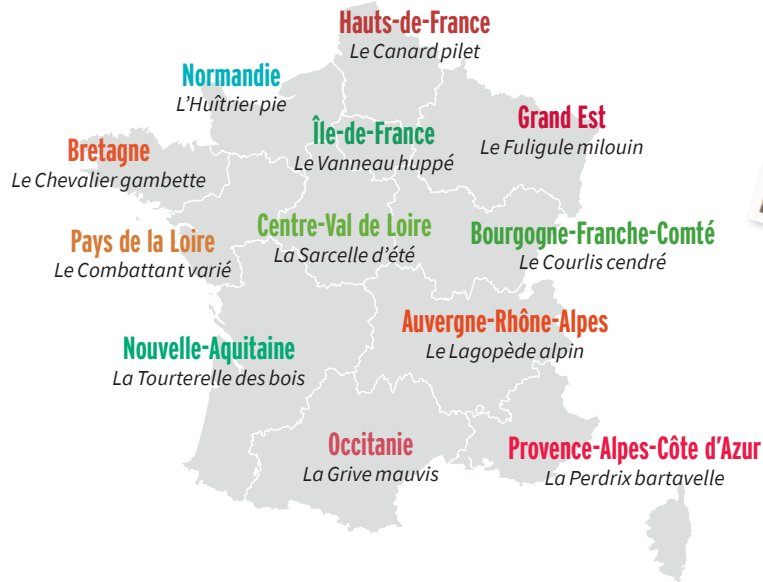 Hauts-de-France
Le Canard pilet
Normandie
L'Huîtrier pie
Île-de-France
Le Vanneau huppé
Grand Est
Le Fuligule milouin
Bretagne
Le Chevalier gambette
Pays de la Loire
Le Combattant varié
Centre-Val de Loire
La Sarcelle d'été
Bourgogne-Franche-Comté
Le Courlis cendré
Auvergne-Rhône-Alpes
Le Lagopède alpin
Nouvelle-Aquitaine
La Tourterelle des bois
Occitanie
La Grive mauvis
Provence-Alpes-Côte d'Azur
La Perdrix bartavelle